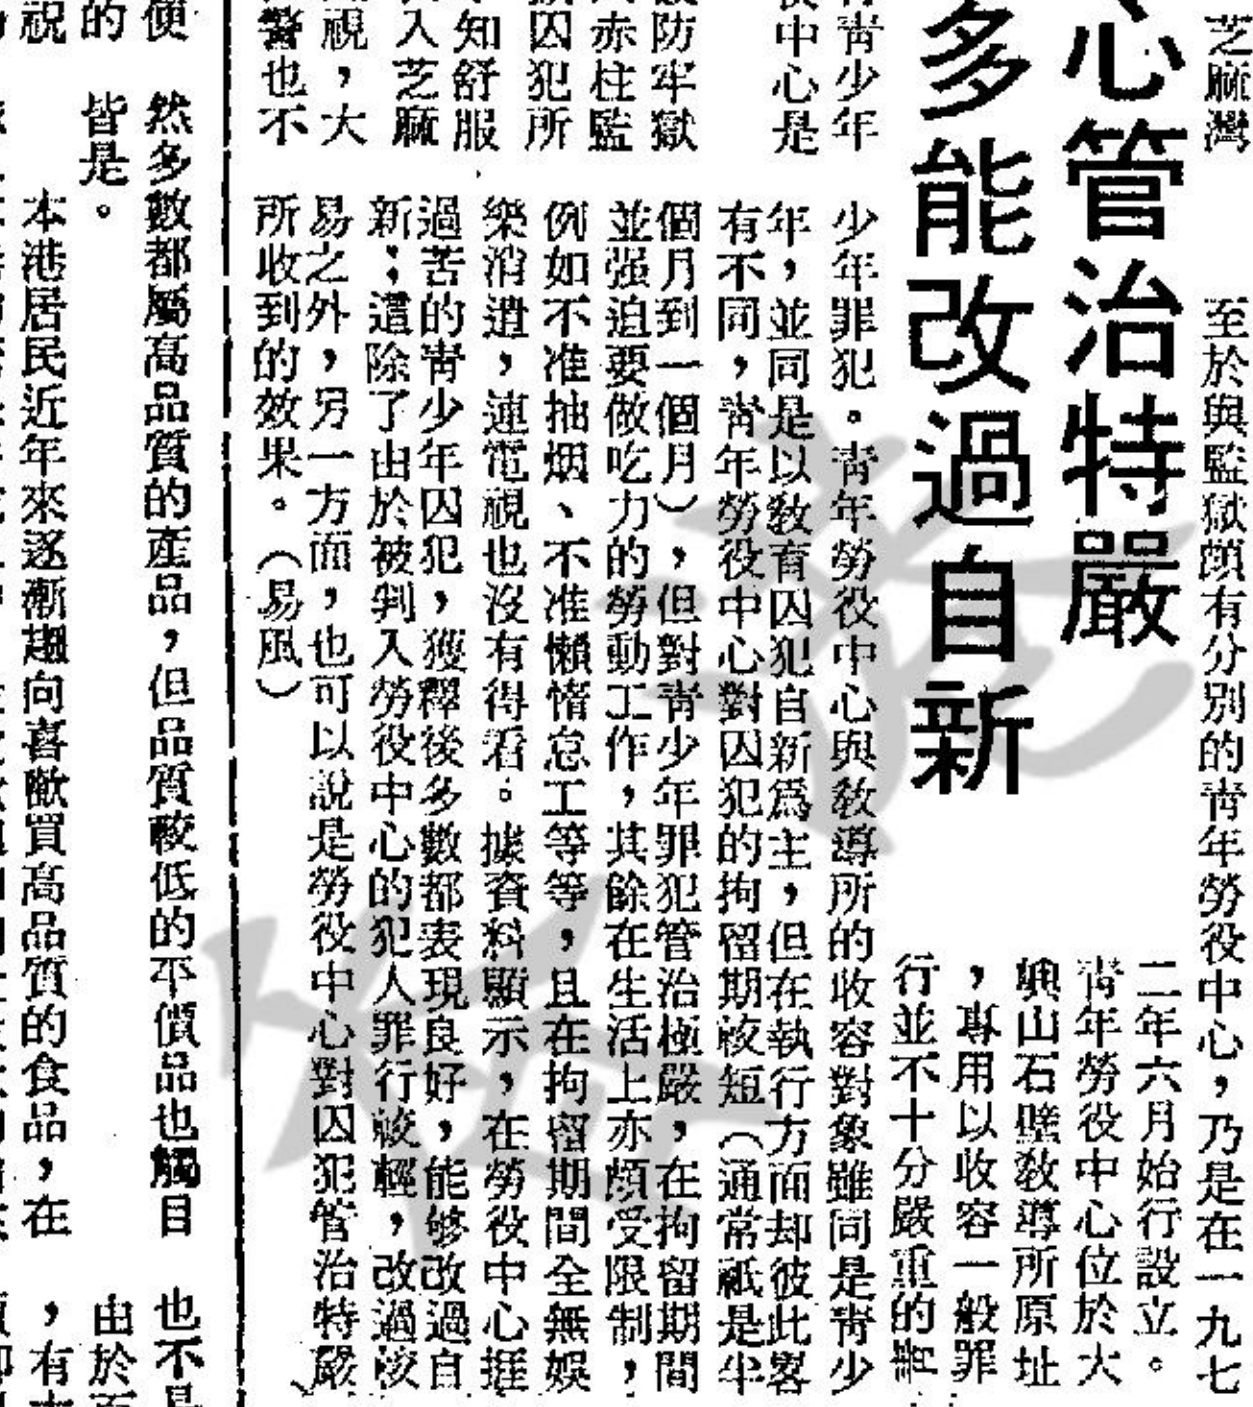 芝麻灣
至於與監獄頗有分別的青年勞役中心，乃是在一九七
二年六月始行設立。
青年勞役中心位於大
嶼山石壁教導所原址
，專用以收容一般罪
行並不十分嚴重的
心管治特嚴
多能改過自新
少年罪犯。青年勞役中心與教導所的收容對象雖同是青少
年，並同是以教育囚犯自新為主，但在執行方面却彼此畧
有不同，青年勞役中心對囚犯的拘留期較短（通常祇是半
個月到一個月），但對青少年罪犯管治極嚴，在拘留期間
並强迫要做吃力的勞動工作，其餘在生活上亦頗受限制，
例如不准抽烟、不准懶惰怠工等等，且在拘留期間全無娛
樂消遣，連電視也沒有得看。據資料顯示，在勞役中心捱
過苦的青少年囚犯，獲釋後多數都表現良好，能够改過自
新；這除了由於被判入勞役中心的犯人罪行較輕，改過較
易之外，另一方面，也可以說是勞役中心對囚犯管治特嚴
所收到的效果。（易風）
青少年
中心是
防牢獄
赤柱監
囚犯所
知舒服
入芝麻
視，大
警也不
便
的
視
然多數都屬高品質的產品，但品質較低的平價品也觸目
皆是。
本港居民近年來逐漸趨向喜歡買高品質的食品，在
也不是
由於
，有